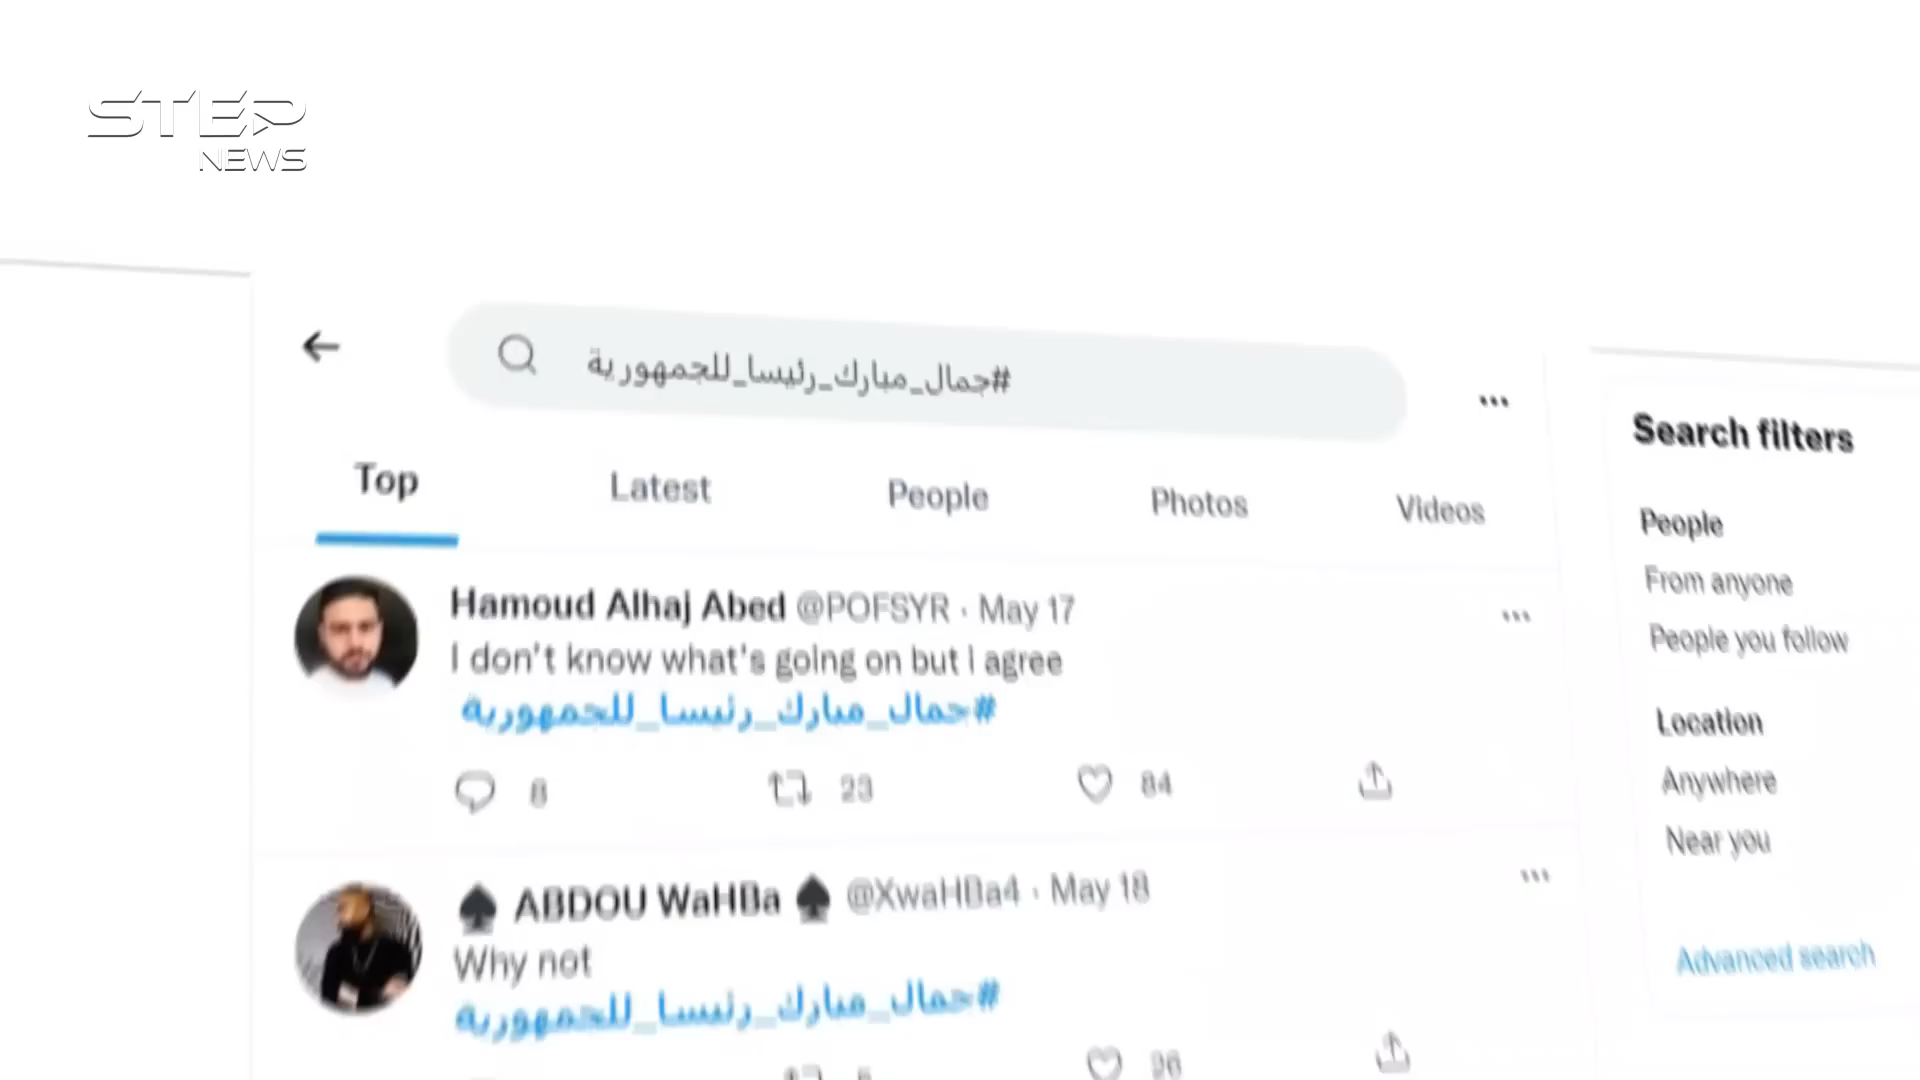 STEP
NEWS
#جمال_مبارك_رئيسا_للجمهورية
Top
Latest
People
Photos
Videos
Hamoud Alhaj Abed @POFSYR · May 17
I don't know what's going on but i agree
#جمال_مبارك_رئيسا_للجمهورية
8
23
84
♠ ABDOU WaHBa ♠ @XwaHBa4 · May 18
Why not
#جمال_مبارك_رئيسا_للجمهورية
Search filters
People
From anyone
People you follow
Location
Anywhere
Near you
Advanced search